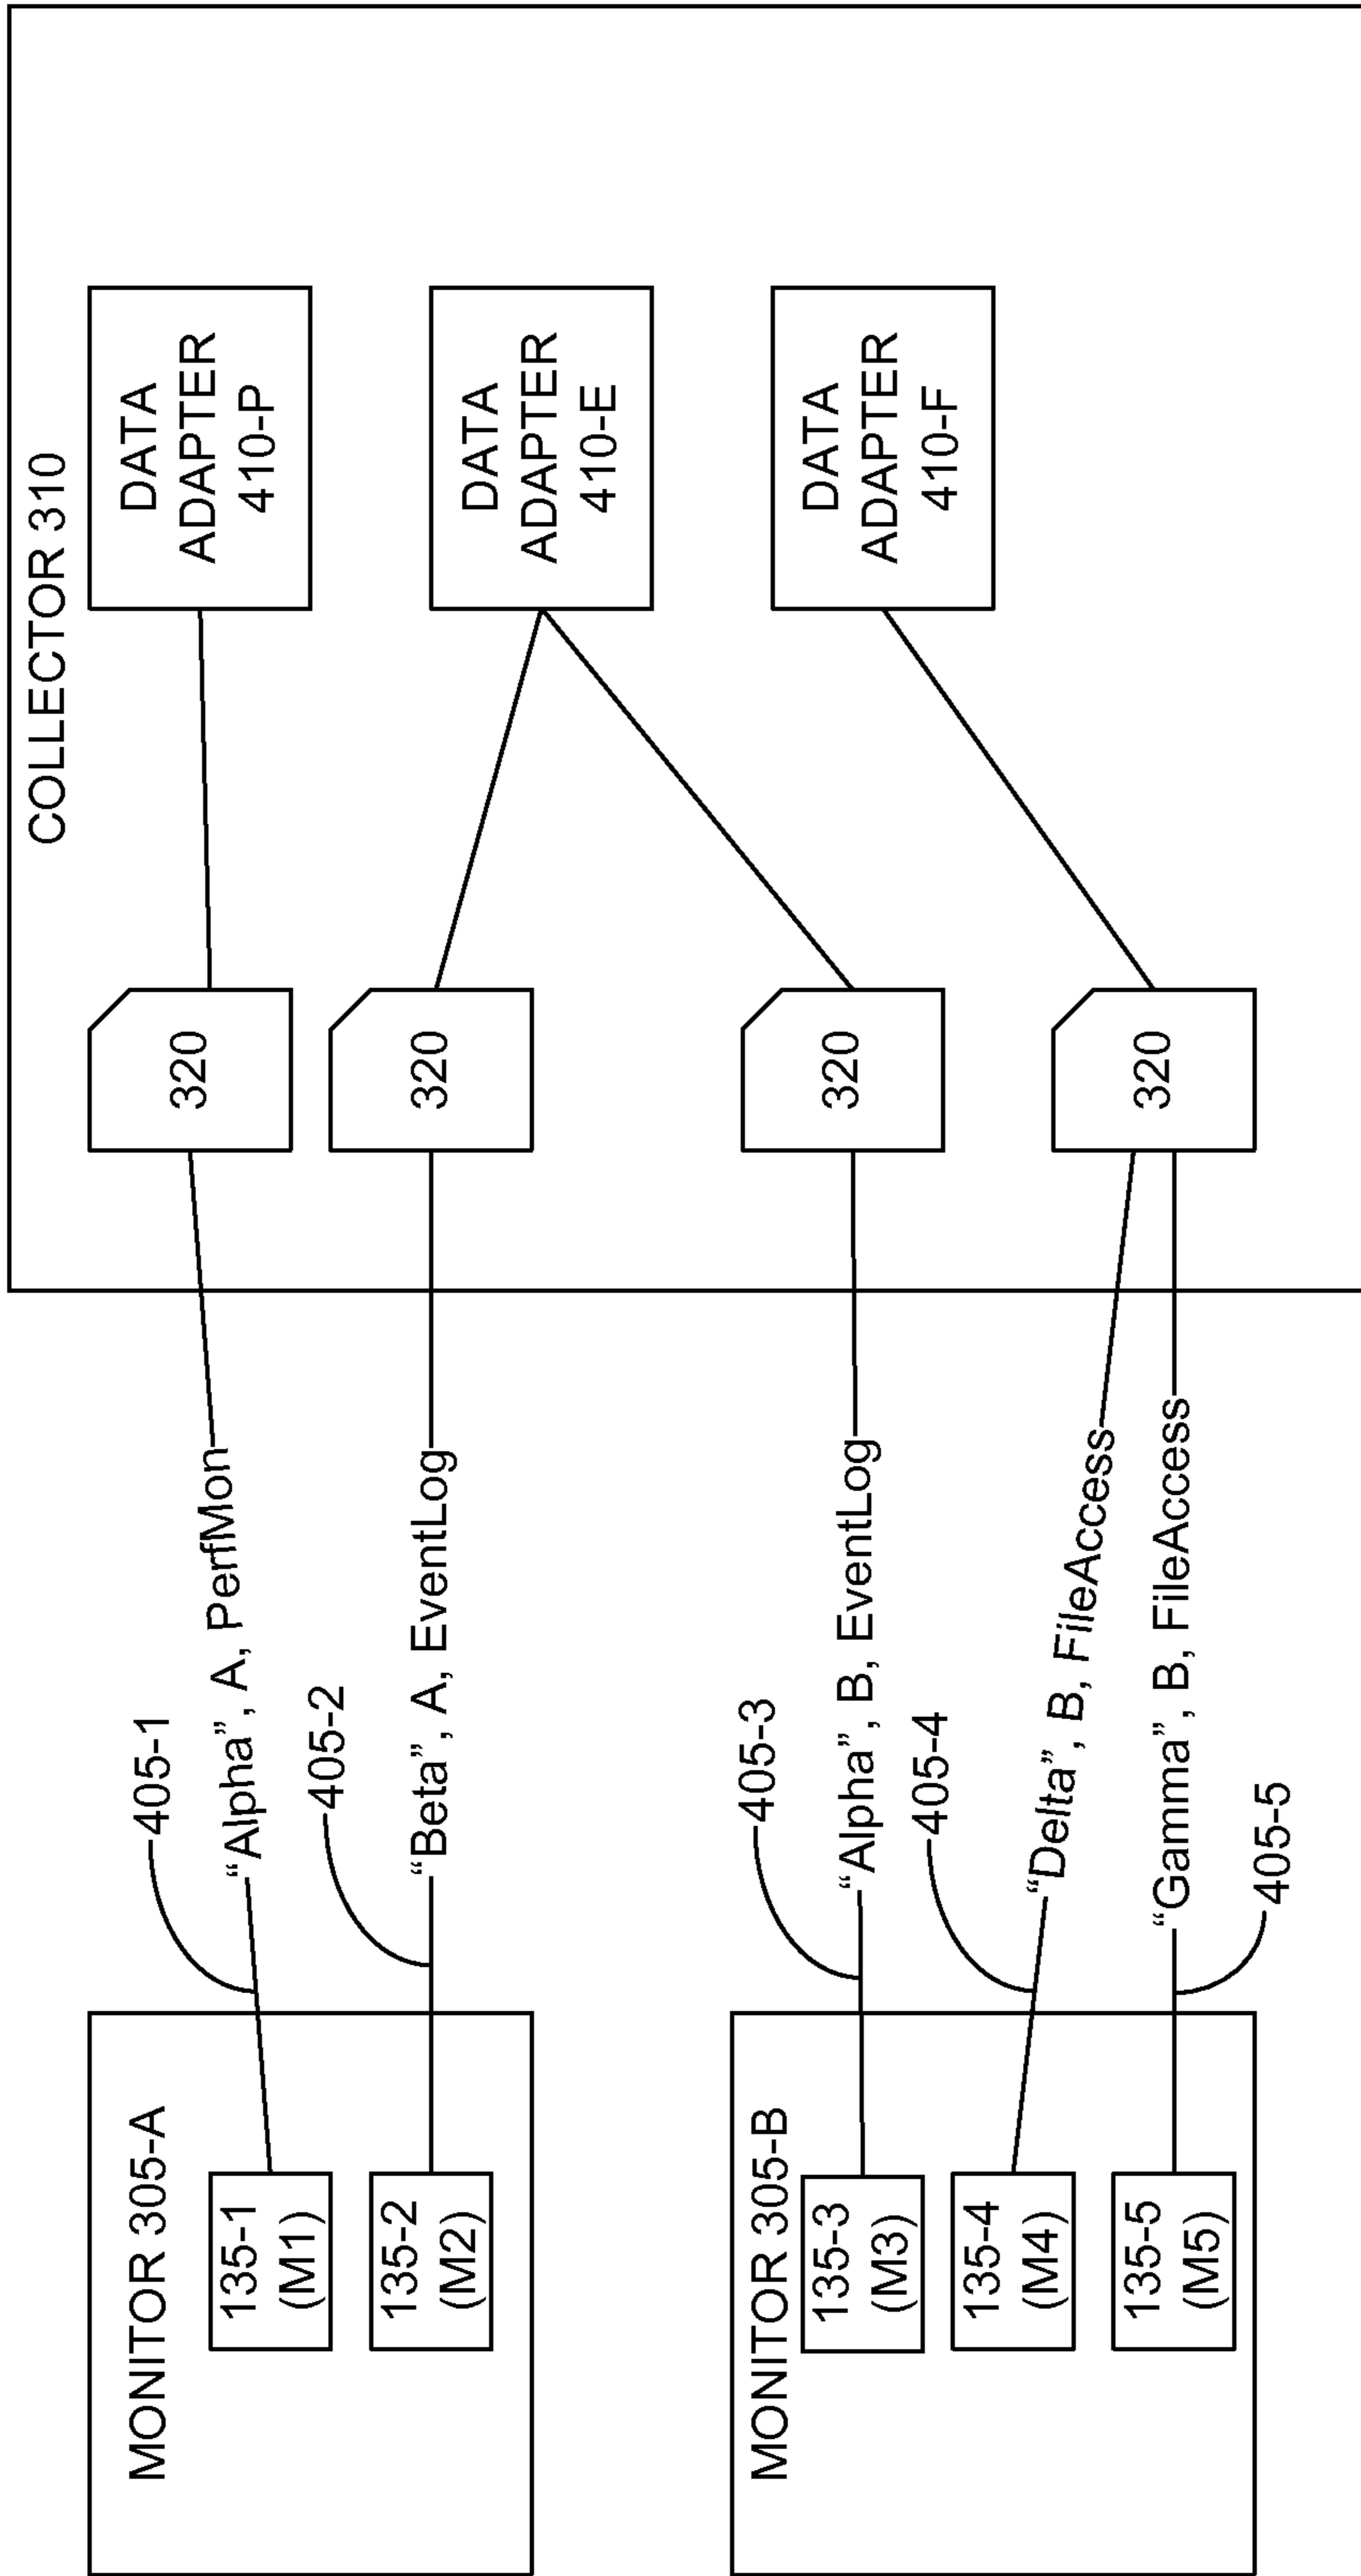 COLLECTOR 310
MONITOR 305-A
135-1
(M1)
405-1
“Alpha”, A, PerfMon
320
DATA
ADAPTER
410-P
135-2
(M2)
405-2
“Beta”, A, EventLog
320
DATA
ADAPTER
410-E
MONITOR 305-B
135-3
(M3)
405-3
“Alpha”, B, EventLog
320
DATA
ADAPTER
410-F
135-4
(M4)
405-4
“Delta”, B, FileAccess
320
135-5
(M5)
“Gamma”, B, FileAccess
405-5